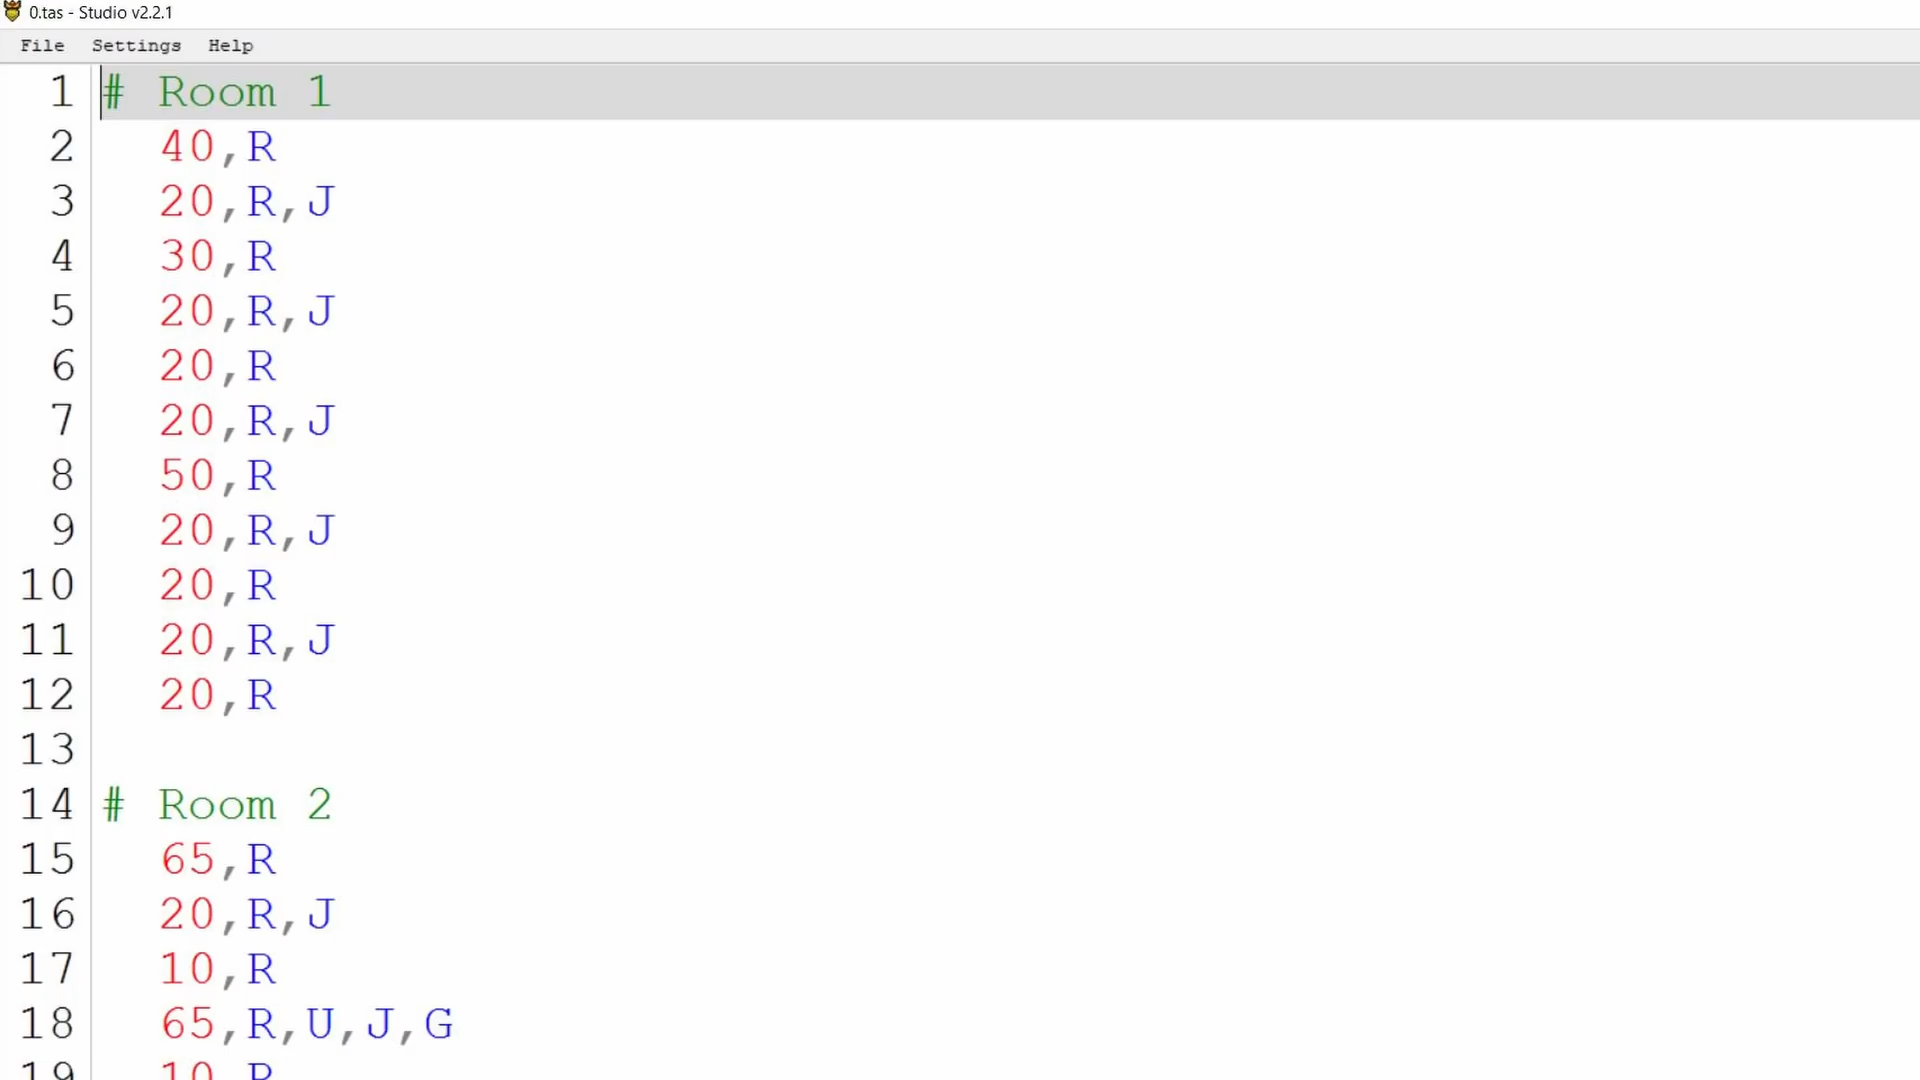 0.tas - Studio v2.2.1
File Settings Help
1 # Room 1
2 40,R
3 20,R,J
4 30,R
5 20,R,J
6 20,R
7 20,R,J
8 50,R
9 20,R,J
10 20,R
11 20,R,J
12 20,R
13
14 # Room 2
15 65,R
16 20,R,J
17 10,R
18 65,R,U,J,G
19 10,R